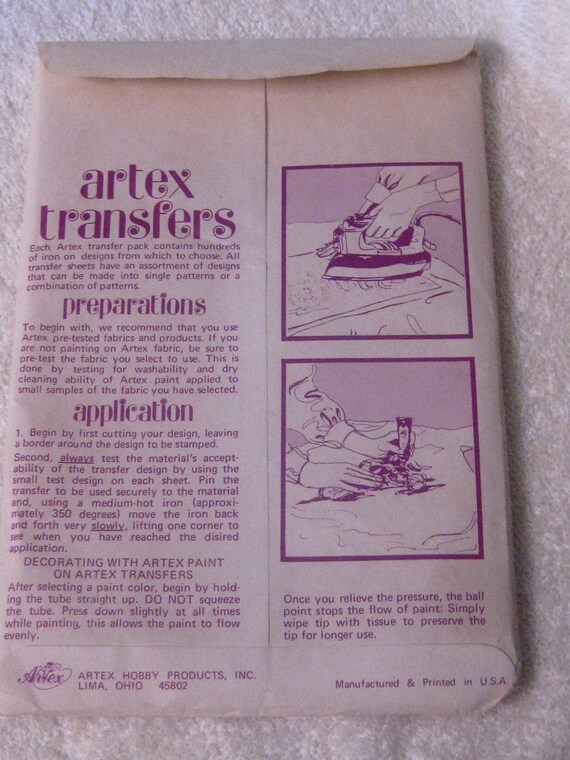 artex
transfers
Each Artex transfer pack contains hundreds
of iron on designs from which to choose. All
transfer sheets have an assortment of designs
that can be made into single patterns or a
combination of patterns.
preparations
To begin with, we recommend that you use
Artex pre-tested fabrics and products. If you
are not painting on Artex fabric, be sure to
pre-test the fabric you select to use. This is
done by testing for washability and dry
cleaning ability of Artex paint applied to
small samples of the fabric you have selected.
application
1. Begin by first cutting your design, leaving
a border around the design to be stamped.
Second, always test the material's accept-
ability of the transfer design by using the
small test design on each sheet. Pin the
transfer to be used securely to the material
and, using a medium-hot iron (approxi-
mately 350 degrees) move the iron back
and forth very slowly, lifting one corner to
see when you have reached the disired
application.
DECORATING WITH ARTEX PAINT
ON ARTEX TRANSFERS
After selecting a paint color, begin by hold-
ing the tube straight up. DO NOT squeeze
the tube. Press down slightly at all times
while painting, this allows the paint to flow
evenly.
Once you relieve the pressure, the ball
point stops the flow of paint: Simply
wipe tip with tissue to preserve the
tip for longer use.
Artex
ARTEX HOBBY PRODUCTS, INC.
LIMA, OHIO 45802
Manufactured & Printed in U.S.A.